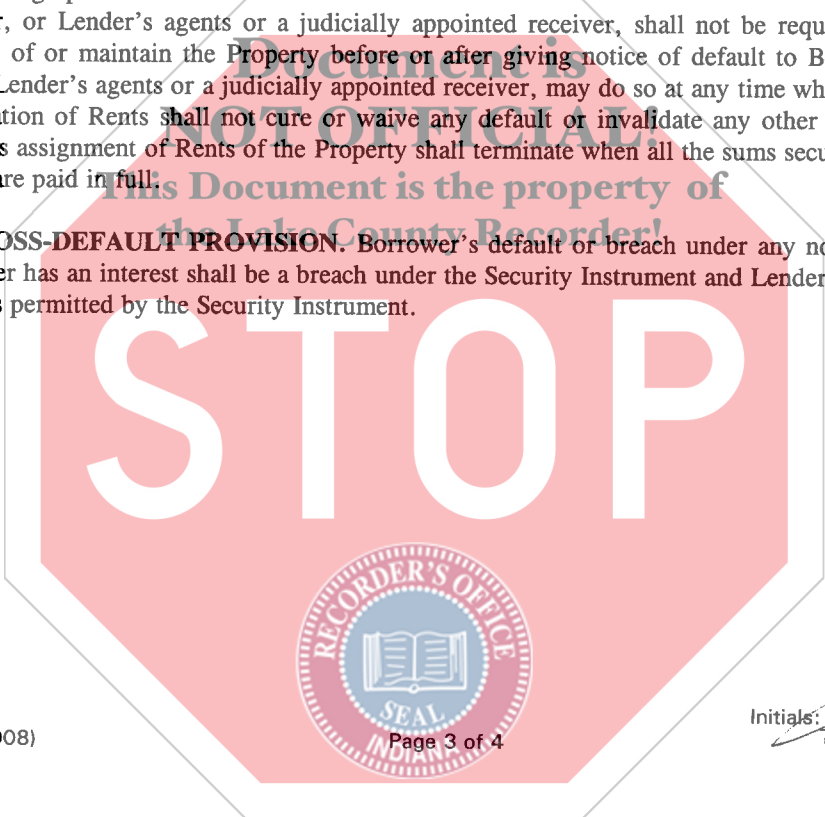 , or Lender's agents or a judicially appointed receiver, shall not be requ
of or maintain the Property before or after giving notice of default to B
Lender's agents or a judicially appointed receiver, may do so at any time wh
tion of Rents shall not cure or waive any default or invalidate any other
s assignment of Rents of the Property shall terminate when all the sums secu
re paid in full.
Document is
NOT OFFICIAL!
This Document is the property of
the Lake County Recorder!
OSS-DEFAULT PROVISION. Borrower's default or breach under any no
er has an interest shall be a breach under the Security Instrument and Lender
s permitted by the Security Instrument.
STOP
RECORDER'S OFFICE
SEAL
INDIANA
008)
Page 3 of 4
Initials: